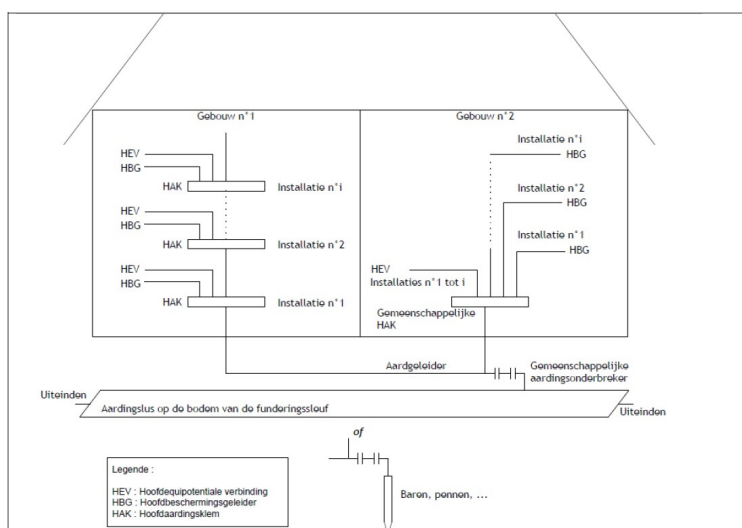 Gebouw n°1
Gebouw n°2
HEV
HBG
HAK
Installatie n°i
HEV
HBG
HAK
Installatie n°2
HEV
HBG
HAK
Installatie n°1
Installatie n°i
HBG
Installatie n°2
HBG
Installatie n°1
HBG
HEV
Installaties n°1 tot i
Gemeenschappelijke
HAK
Aardgeleider
Gemeenschappelijke
aardingsonderbreker
Uiteinden
Aardingslus op de bodem van de funderingssleuf
Uiteinden
of
Baren, pennen, ...
Legende :
HEV : Hoofdequipotentiale verbinding
HBG : Hoofdbeschermingsgeleider
HAK : Hoofdaardingsklem